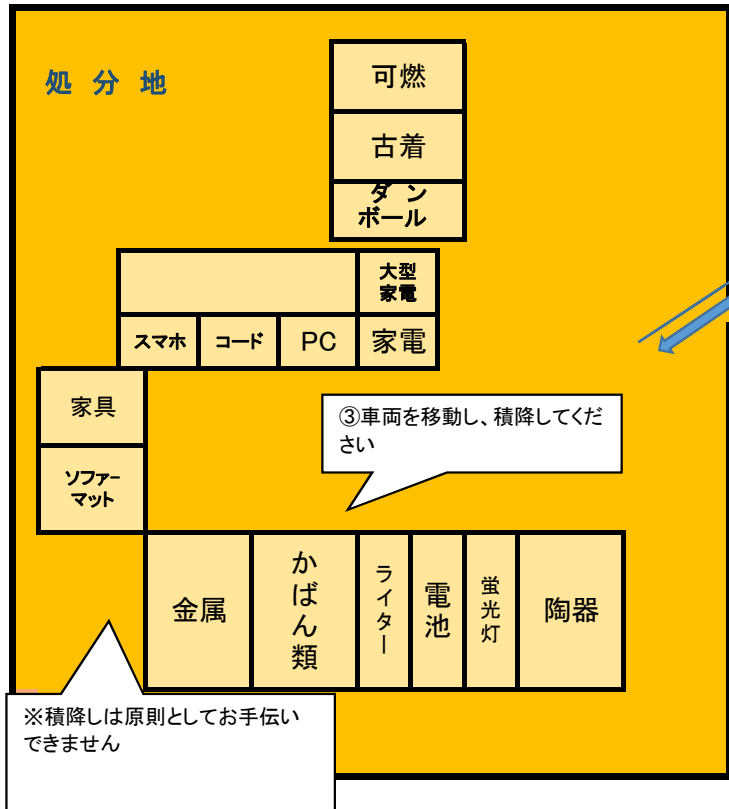 処 分 地
可燃
古着
ダ ン
ボール
大型
家電
スマホ
コード
PC
家電
家具
③車両を移動し、積降してくだ
さい
ソファー
マット
金属
かばん類
ライター
電池
蛍光灯
陶器
※積降しは原則としてお手伝い
できません